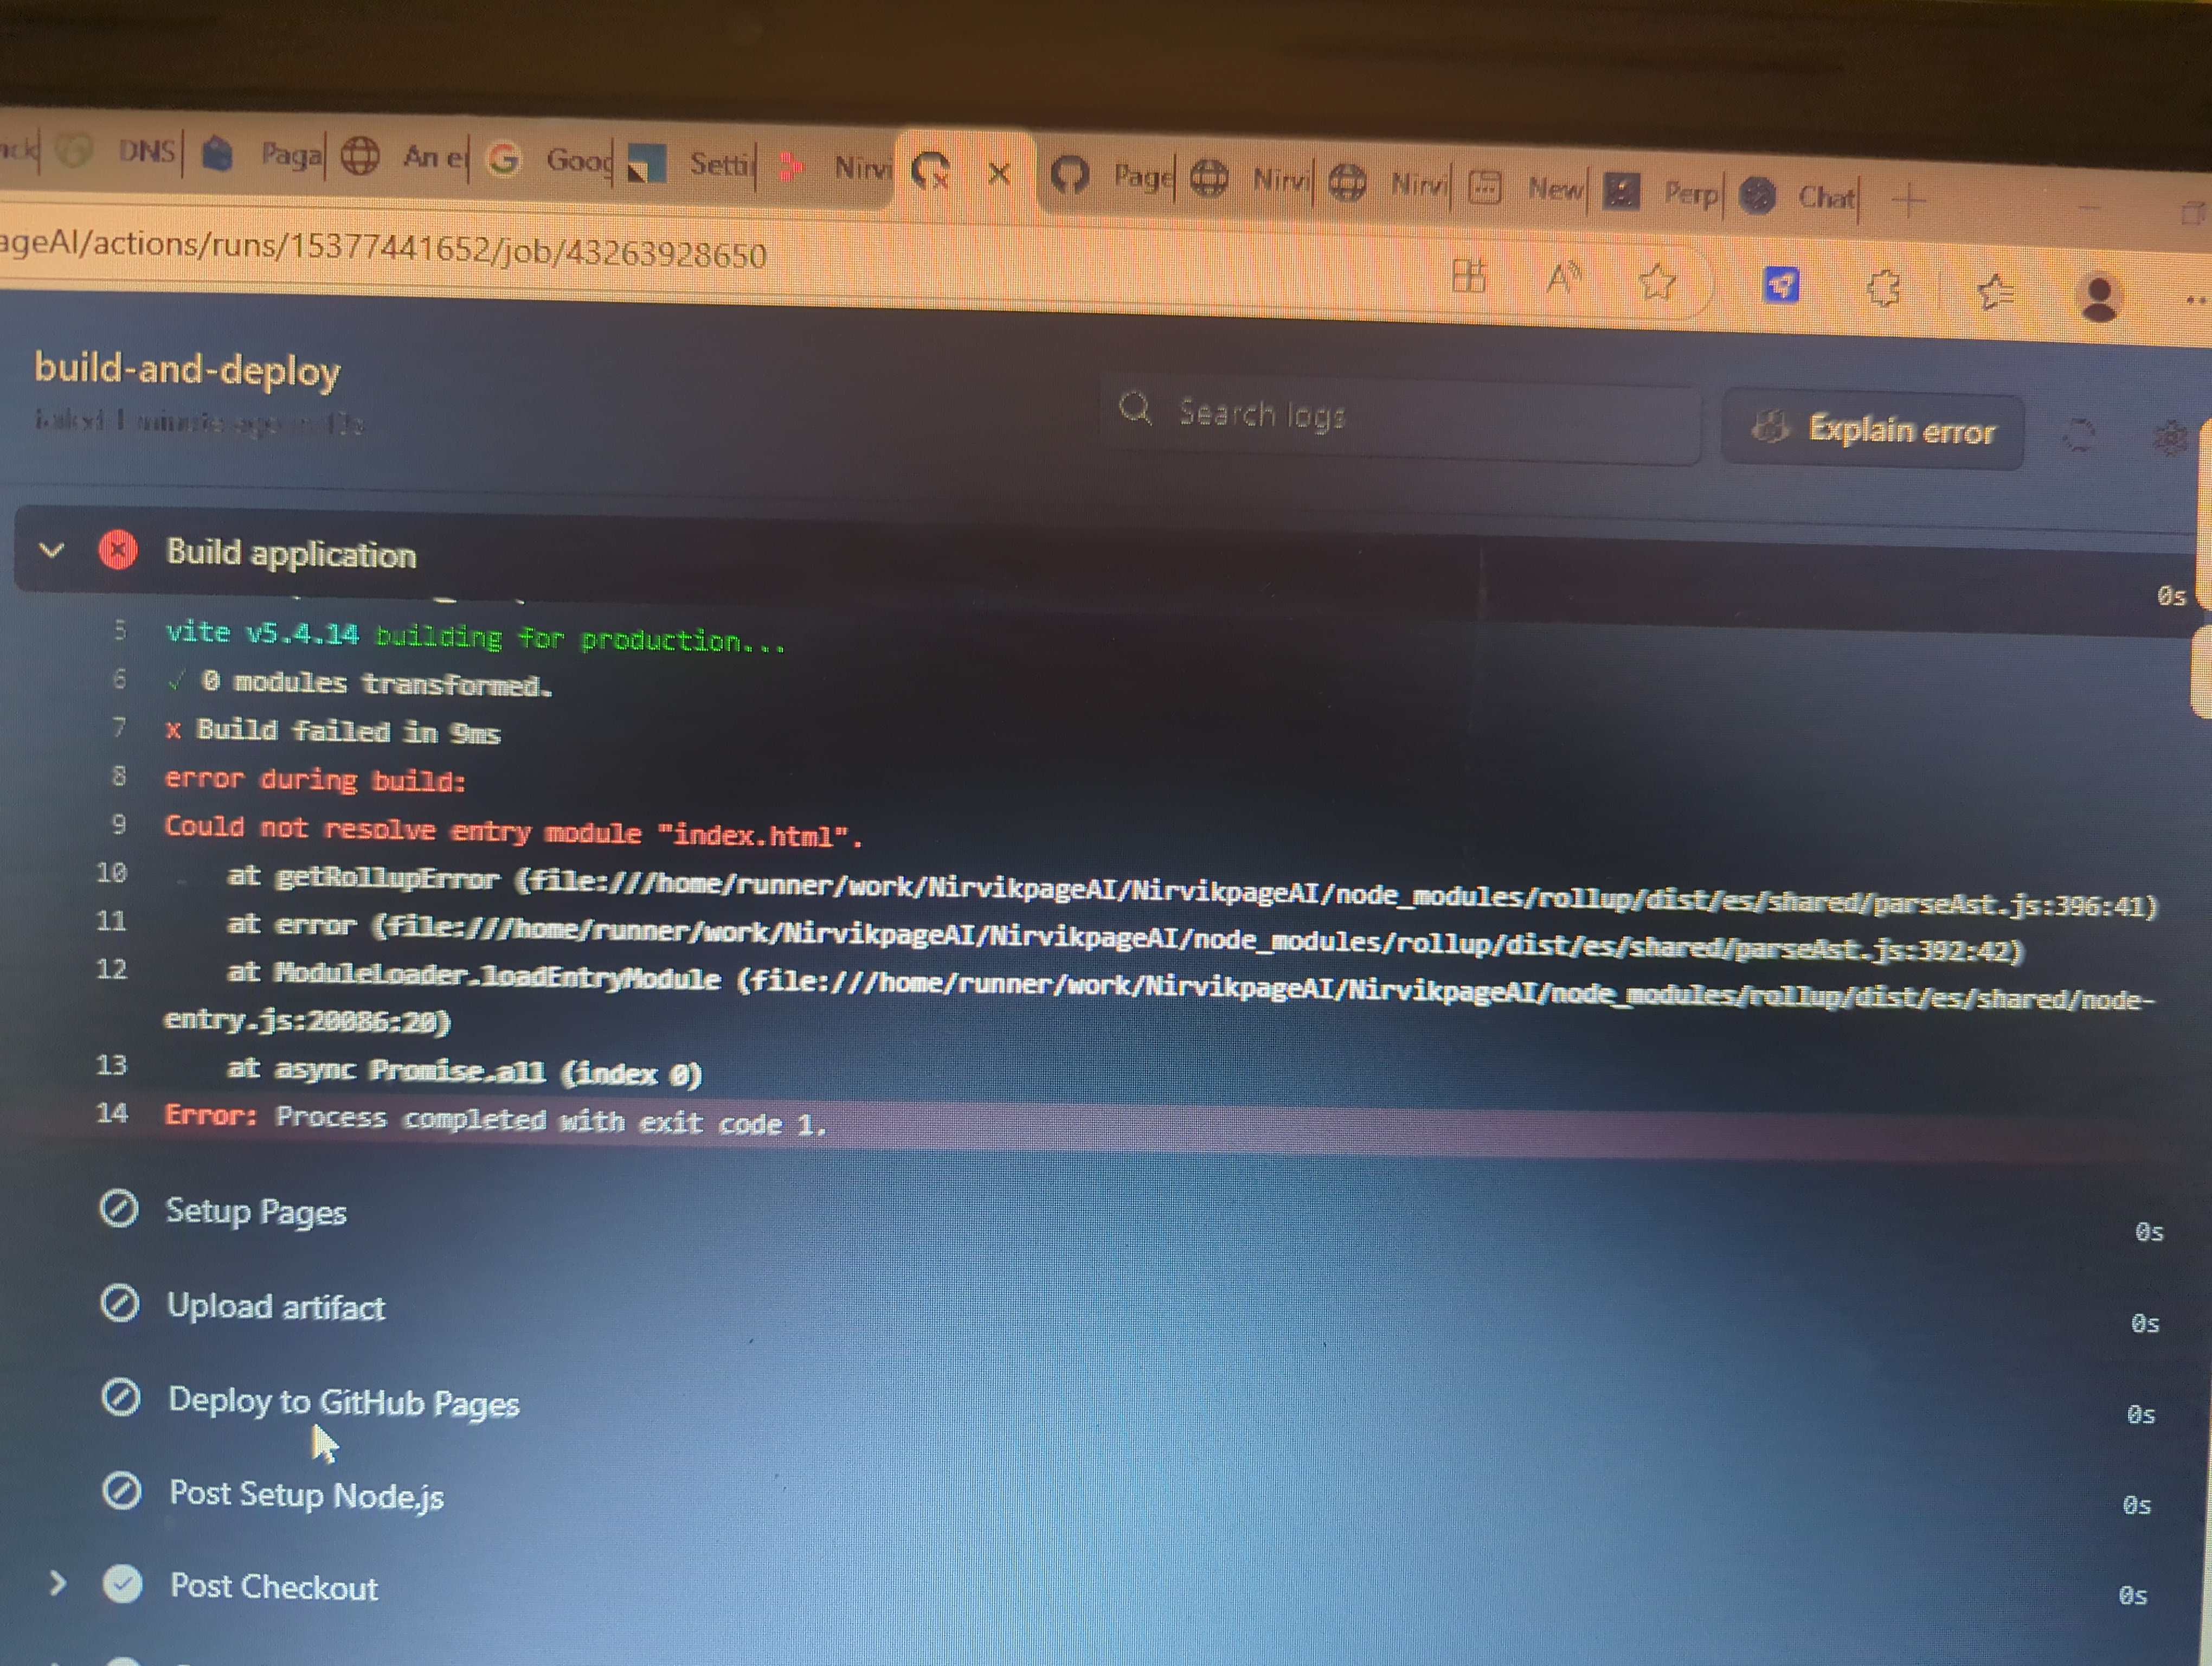 DNS
Paga
An e
Goog
Setti
Nirvi
Page
Nirvi
Nirvi
New
Perp
Chat
ageAI/actions/runs/15377441652/job/43263928650
build-and-deploy
Search logs
Explain error
Build application
0s
5 vite v5.4.14 building for production...
6 ✓ 0 modules transformed.
7 x Build failed in 9ms
8 error during build:
9 Could not resolve entry module "index.html".
10 at getRollupError (file:///home/runner/work/NirvikpageAI/NirvikpageAI/node_modules/rollup/dist/es/shared/parseAst.js:396:41)
11 at error (file:///home/runner/work/NirvikpageAI/NirvikpageAI/node_modules/rollup/dist/es/shared/parseAst.js:392:42)
12 at ModuleLoader.loadEntryModule (file:///home/runner/work/NirvikpageAI/NirvikpageAI/node_modules/rollup/dist/es/shared/node-
entry.js:20086:20)
13 at async Promise.all (index 0)
14 Error: Process completed with exit code 1.
Setup Pages
0s
Upload artifact
0s
Deploy to GitHub Pages
0s
Post Setup Node.js
0s
Post Checkout
0s